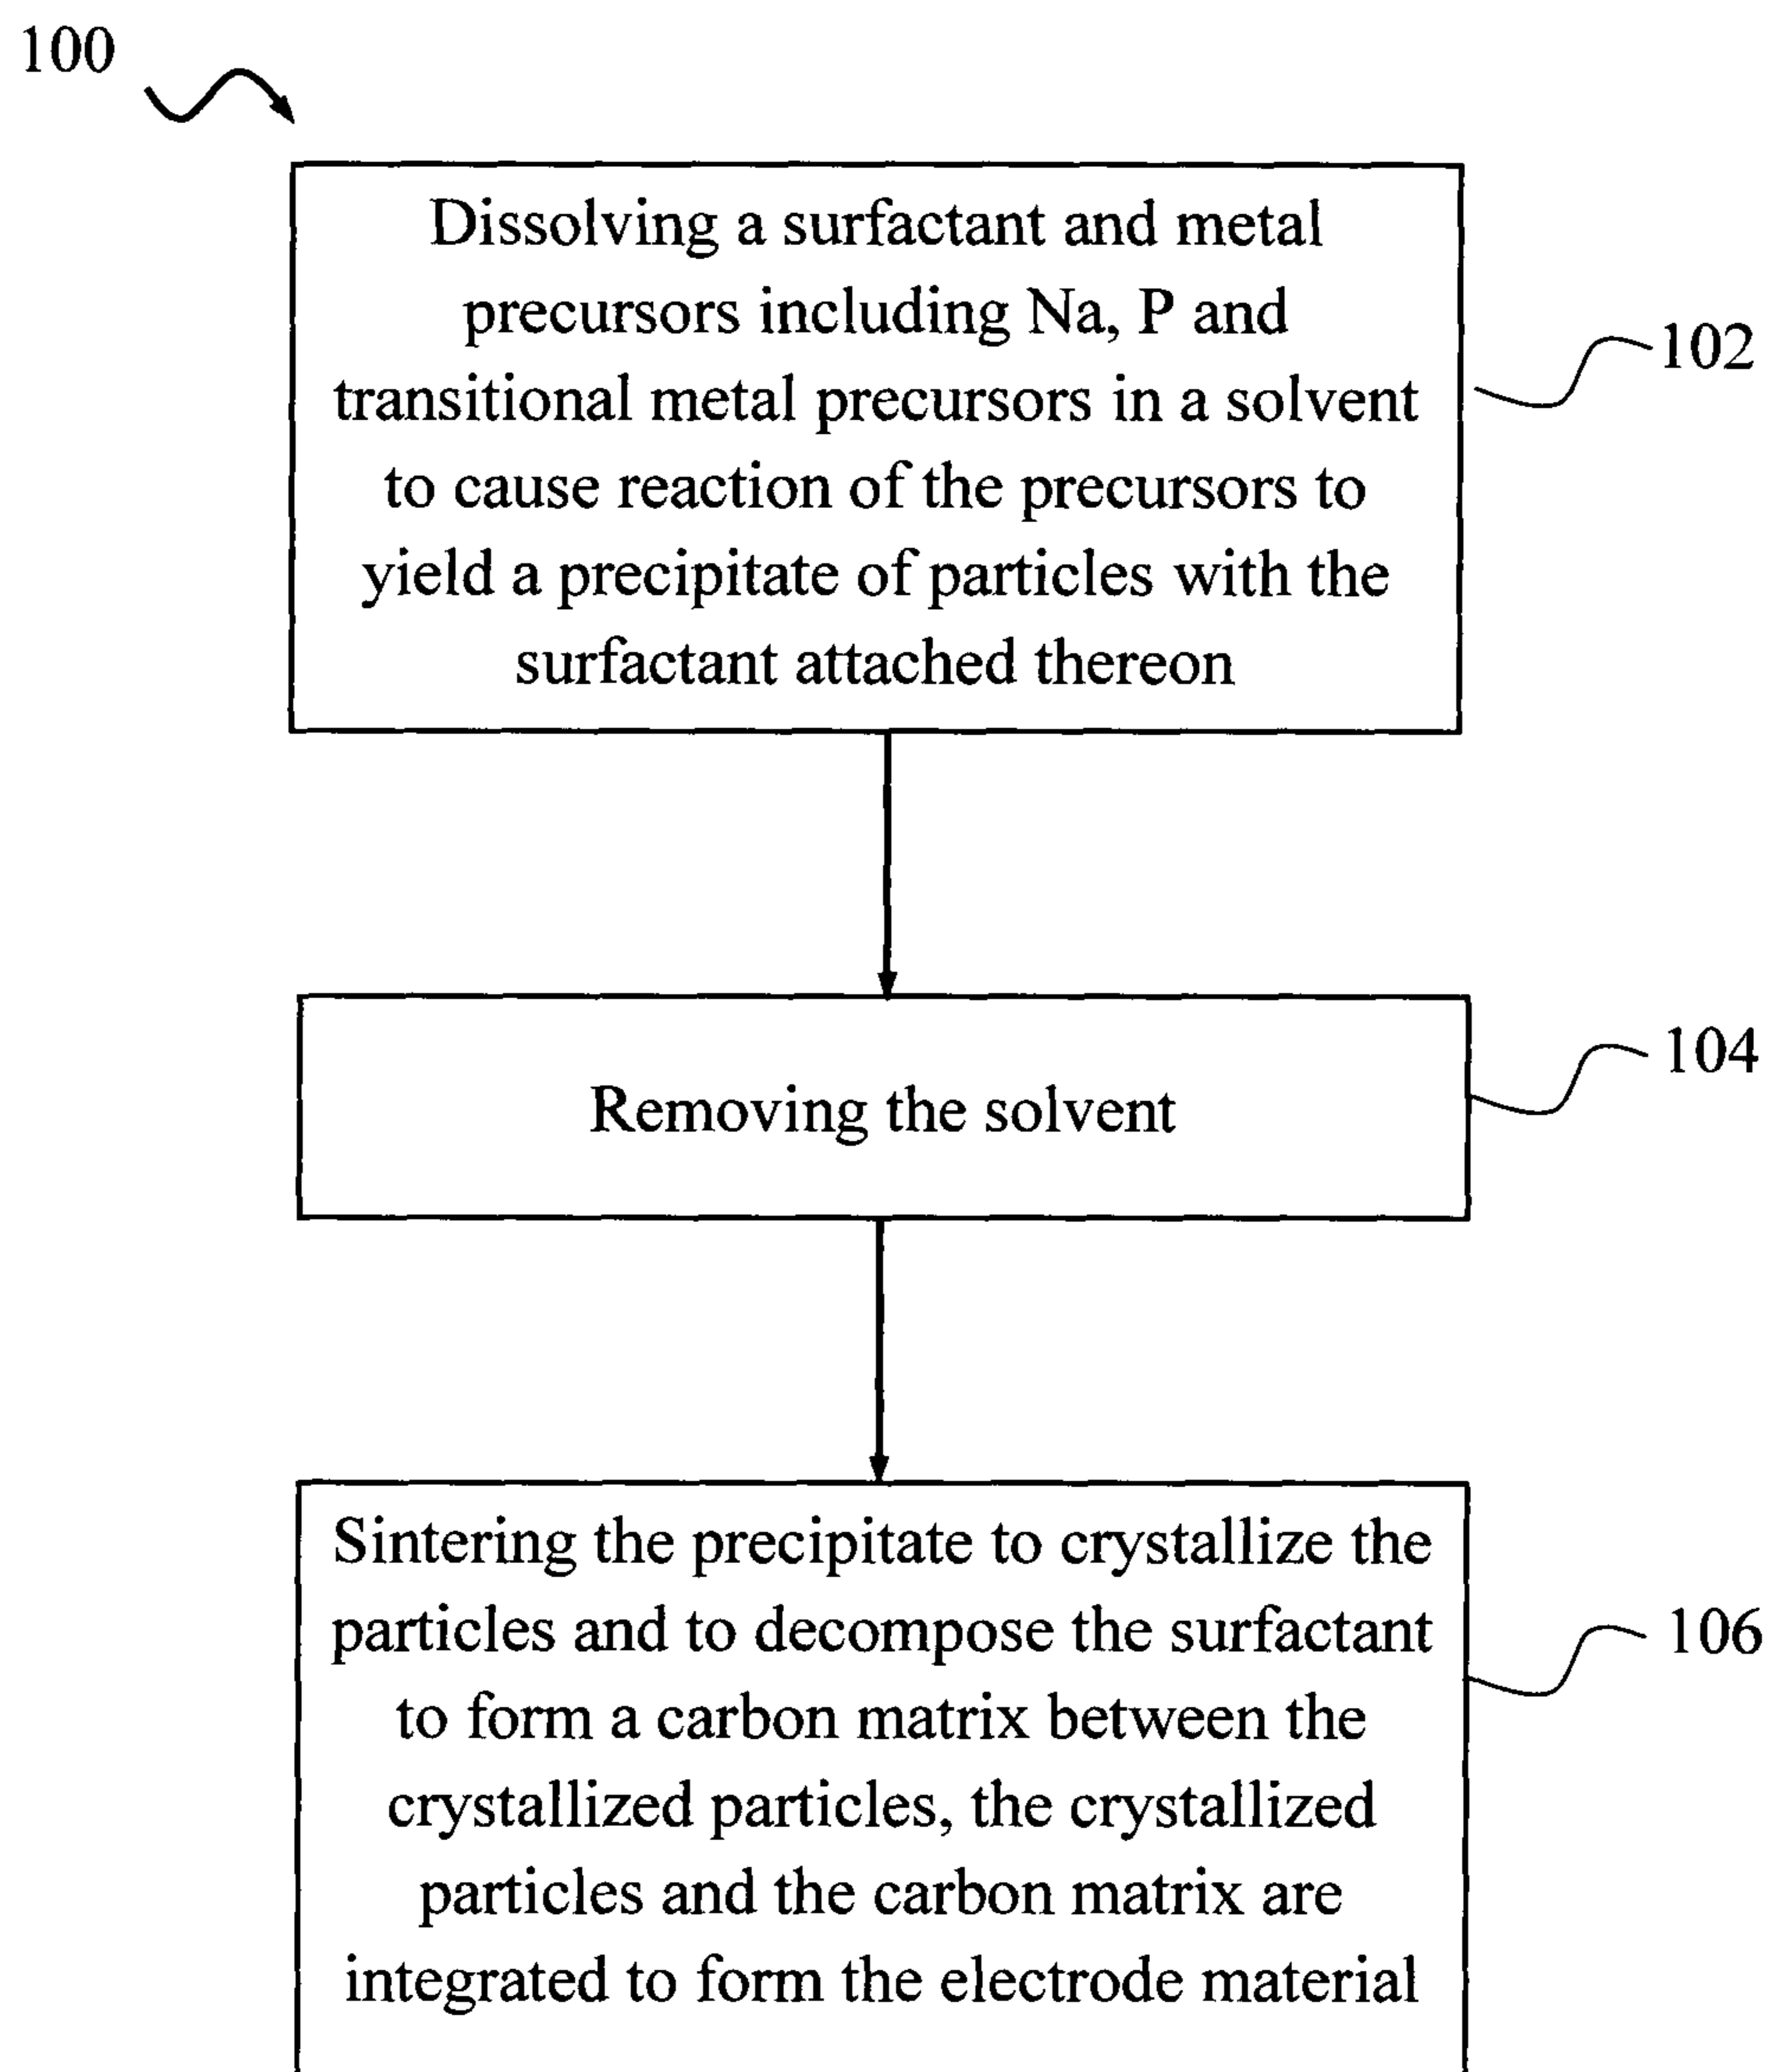 100
Dissolving a surfactant and metal
precursors including Na, P and
transitional metal precursors in a solvent
to cause reaction of the precursors to
yield a precipitate of particles with the
surfactant attached thereon
102
Removing the solvent
104
Sintering the precipitate to crystallize the
particles and to decompose the surfactant
to form a carbon matrix between the
crystallized particles, the crystallized
particles and the carbon matrix are
integrated to form the electrode material
106